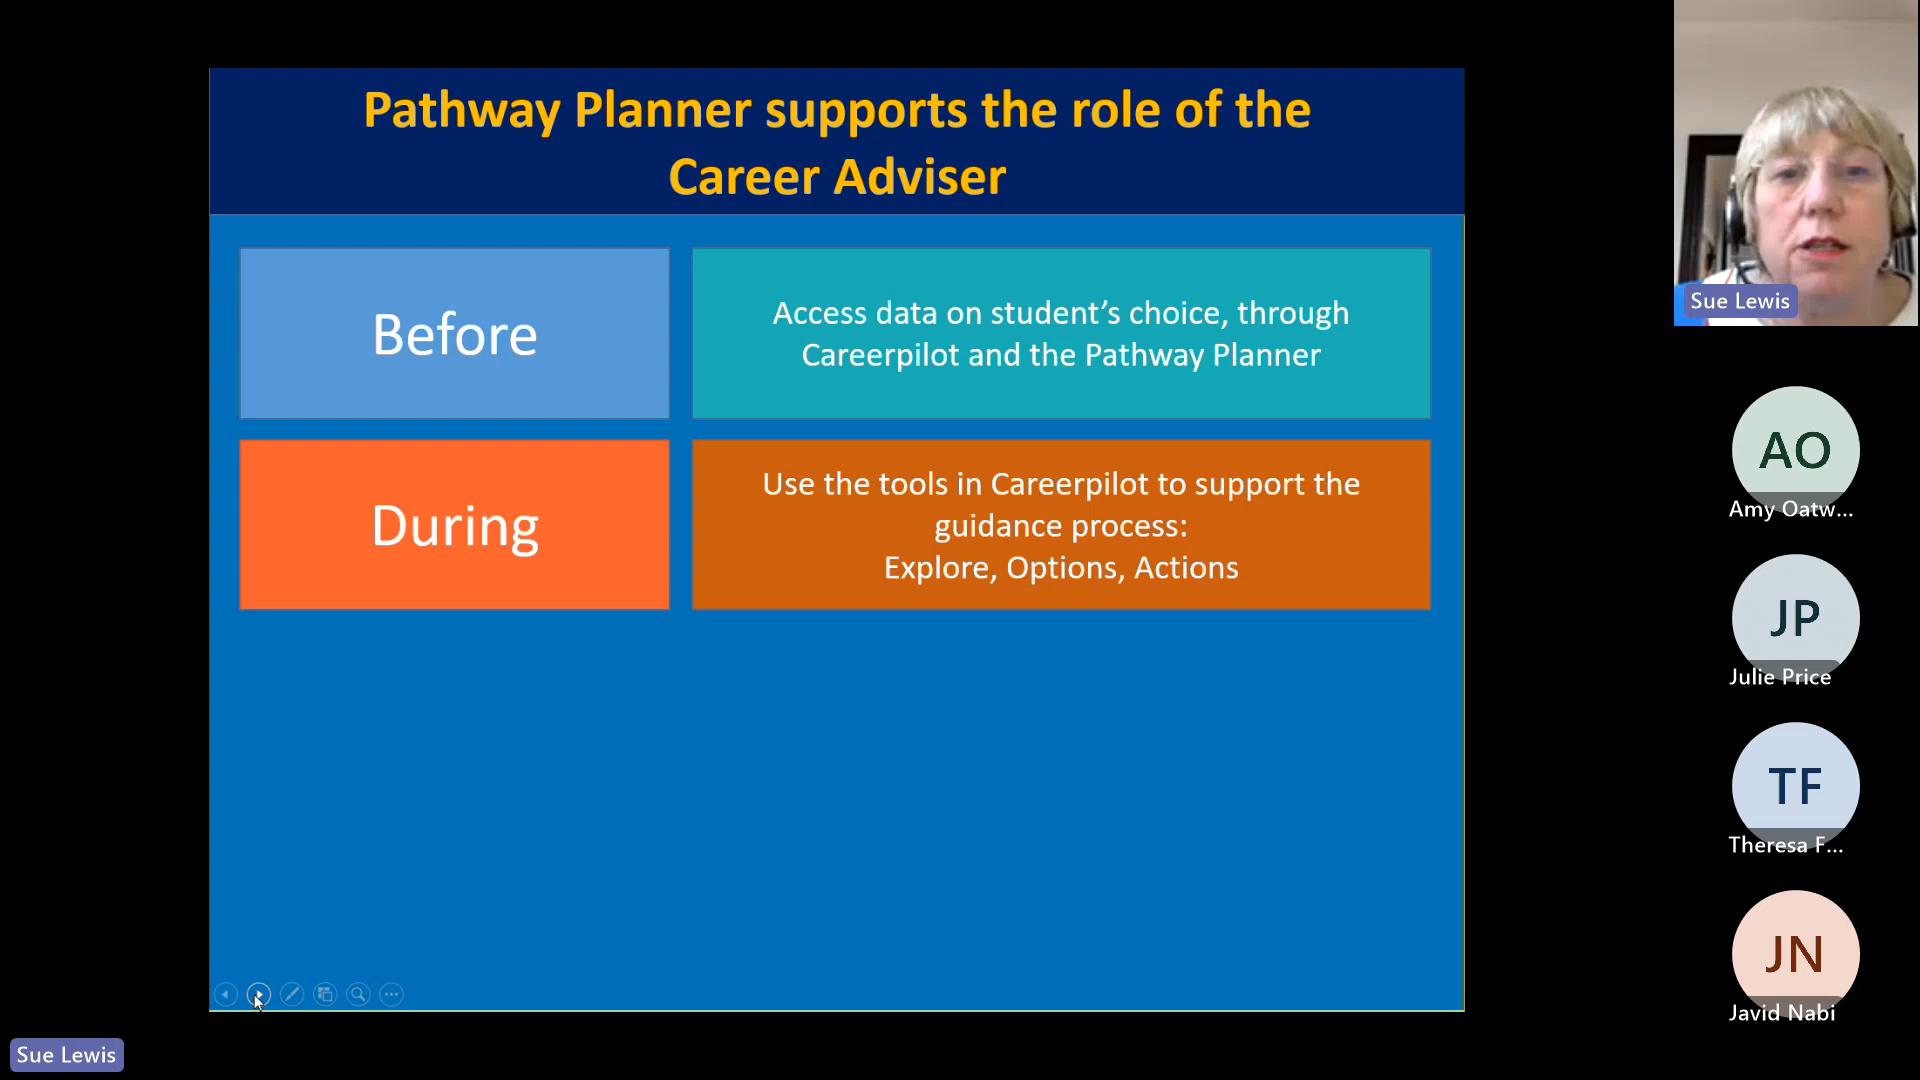 Pathway Planner supports the role of the
Career Adviser
Before
Access data on student’s choice, through
Careerpilot and the Pathway Planner
During
Use the tools in Careerpilot to support the
guidance process:
Explore, Options, Actions
Sue Lewis
AO
Amy Oatw...
JP
Julie Price
TF
Theresa F...
JN
Javid Nabi
Sue Lewis